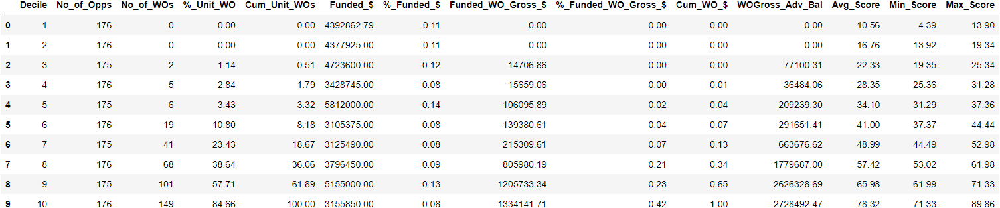 Decile No_of_Opps No_of_WOs %_Unit_WO Cum_Unit_WOs Funded_$ %_Funded_$ Funded_WO_Gross_$ %_Funded_WO_Gross_$ Cum_WO_$ WOGross_Adv_Bal Avg_Score Min_Score Max_Score
0 1 176 0 0.00 0.00 4392862.79 0.11 0.00 0.00 0.00 0.00 10.56 4.39 13.90
1 2 176 0 0.00 0.00 4377925.00 0.11 0.00 0.00 0.00 0.00 16.76 13.92 19.34
2 3 175 2 1.14 0.51 4723600.00 0.12 14706.86 0.00 0.00 77100.31 22.33 19.35 25.34
3 4 176 5 2.84 1.79 3428745.00 0.08 15659.06 0.00 0.01 36484.06 28.35 25.36 31.28
4 5 175 6 3.43 3.32 5812000.00 0.14 106095.89 0.02 0.04 209239.30 34.10 31.29 37.36
5 6 176 19 10.80 8.18 3105375.00 0.08 139380.61 0.04 0.07 291651.41 41.00 37.37 44.44
6 7 175 41 23.43 18.67 3125490.00 0.08 215309.61 0.07 0.13 663676.62 48.99 44.49 52.98
7 8 176 68 38.64 36.06 3796450.00 0.09 805980.19 0.21 0.34 1779687.00 57.42 53.02 61.98
8 9 175 101 57.71 61.89 5155000.00 0.13 1205733.34 0.23 0.65 2626328.69 65.98 61.99 71.33
9 10 176 149 84.66 100.00 3155850.00 0.08 1334141.71 0.42 1.00 2728492.47 78.32 71.33 89.86